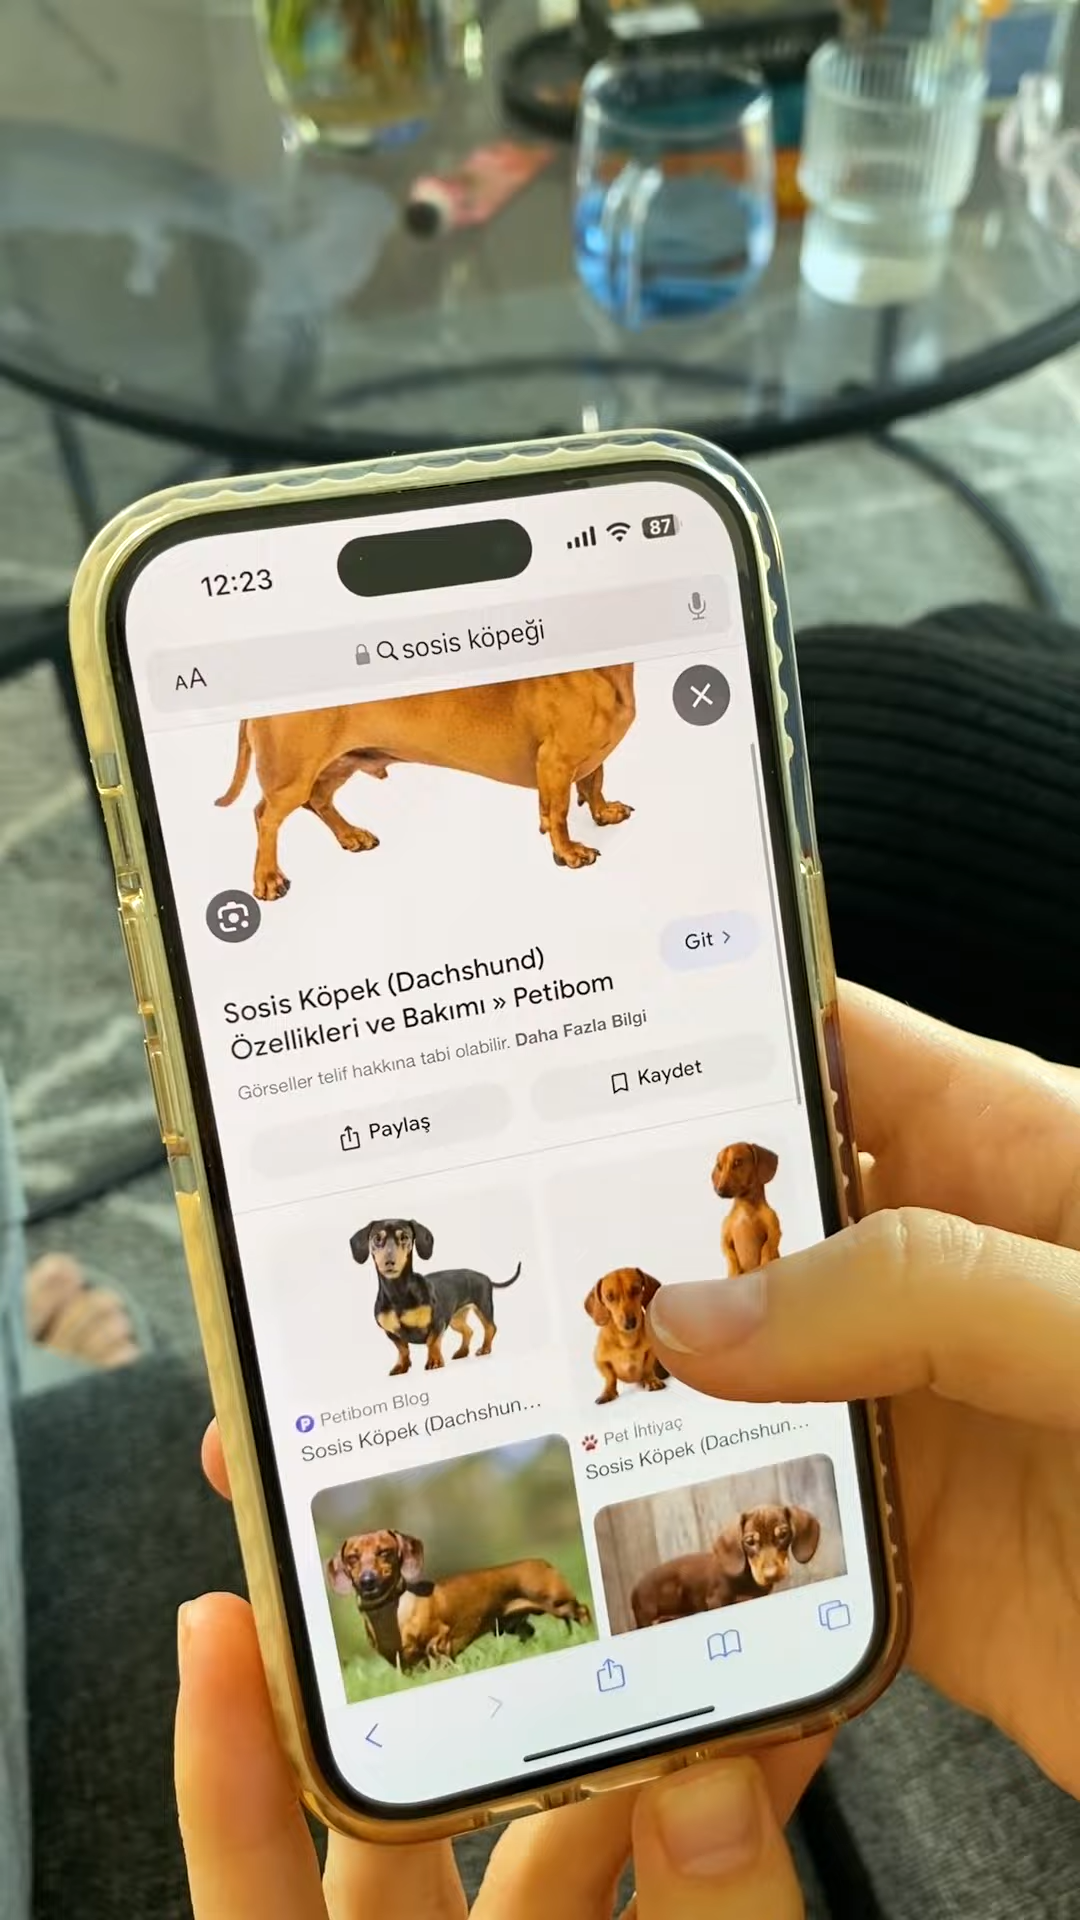 12:23
87
AA
sosis köpeği
Git >
Sosis Köpek (Dachshund)
Özellikleri ve Bakımı » Petibom
Görseller telif hakkına tabi olabilir. Daha Fazla Bilgi
Paylaş
Kaydet
P Petibom Blog
Sosis Köpek (Dachshun...
Pet İhtiyaç
Sosis Köpek (Dachshun...